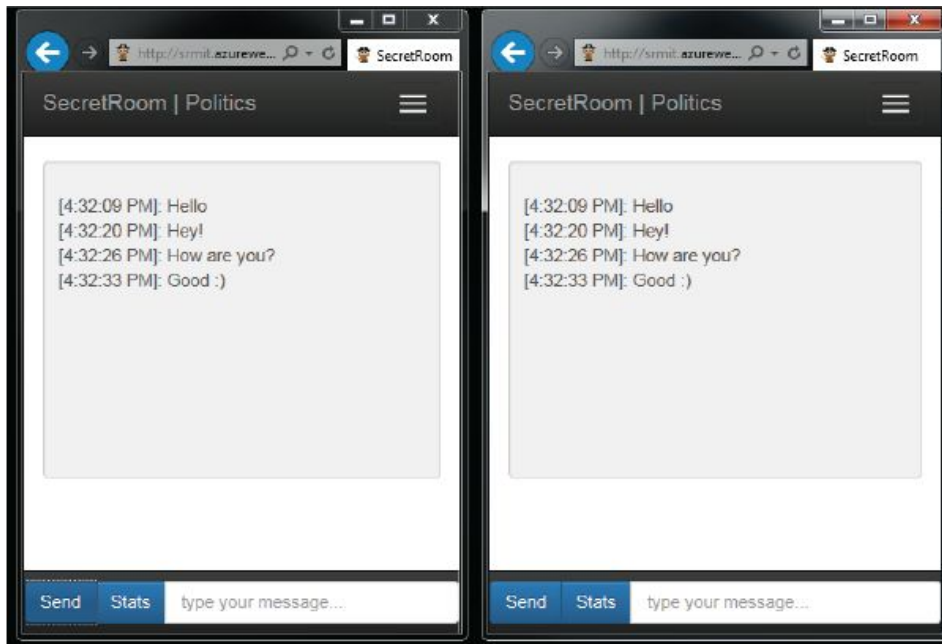 http://srmit.azurewe...
SecretRoom
SecretRoom | Politics
[4:32:09 PM]: Hello
[4:32:20 PM]: Hey!
[4:32:26 PM]: How are you?
[4:32:33 PM]: Good :)
Send
Stats
type your message...
http://srmit.azurewe...
SecretRoom
SecretRoom | Politics
[4:32:09 PM]: Hello
[4:32:20 PM]: Hey!
[4:32:26 PM]: How are you?
[4:32:33 PM]: Good :)
Send
Stats
type your message...